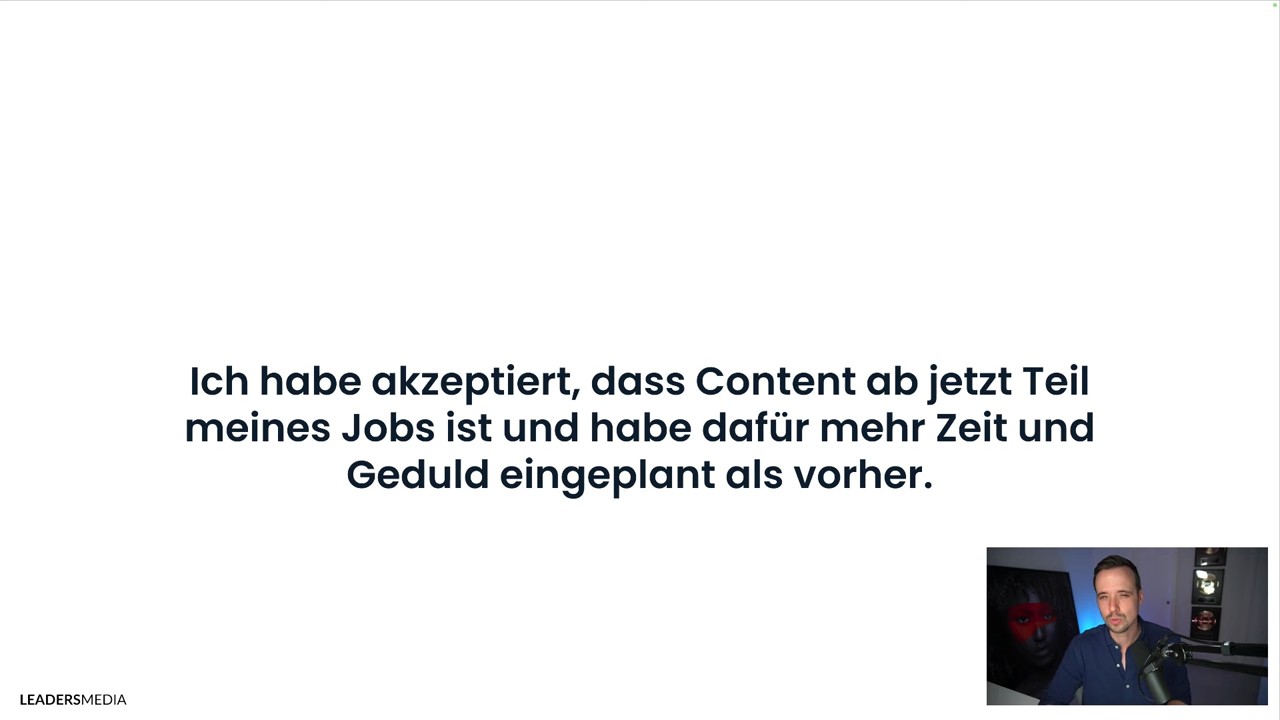 Ich habe akzeptiert, dass Content ab jetzt Teil
meines Jobs ist und habe dafür mehr Zeit und
Geduld eingeplant als vorher.
LEADERSMEDIA